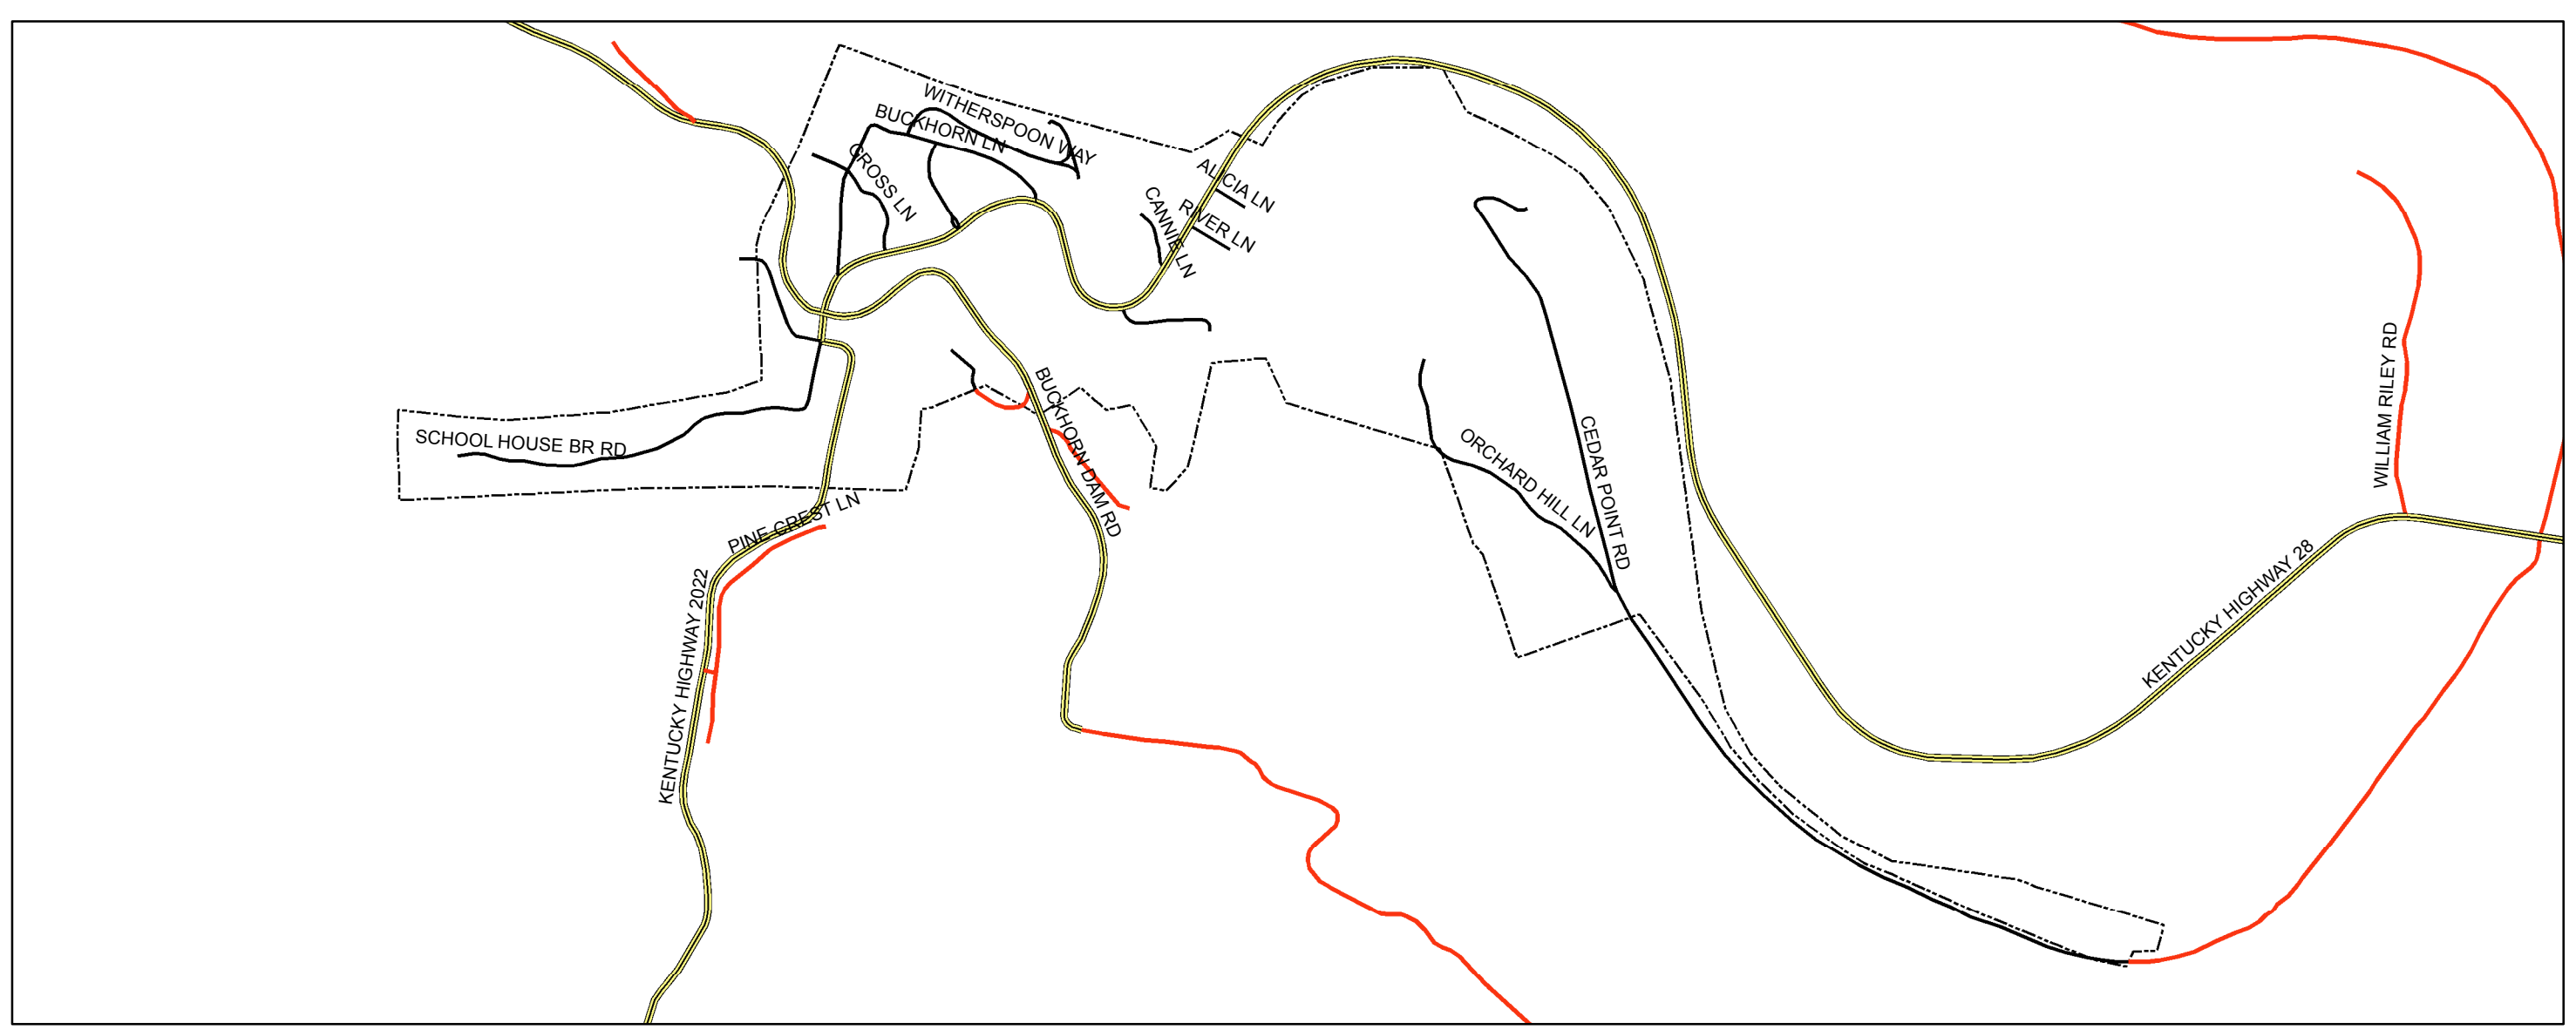 WITHERSPOON WAY
BUCKHORN LN
CROSS LN
ALICIA LN
CANNIE LN
RIVER LN
WILLIAM RILEY RD
BUCKHORN DAM RD
SCHOOL HOUSE BR RD
ORCHARD HILL LN
CEDAR POINT RD
PINE CREST LN
KENTUCKY HIGHWAY 28
KENTUCKY HIGHWAY 2022